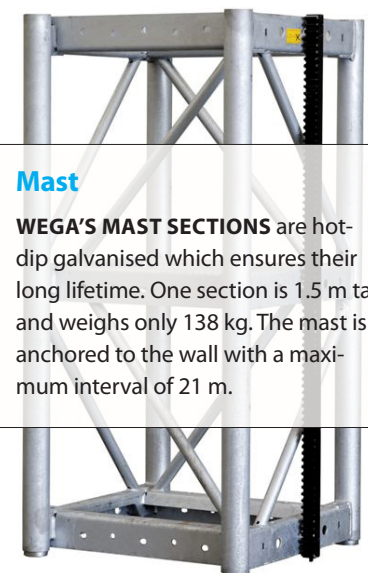 Mast
WEGA'S MAST SECTIONS are hot-
dip galvanised which ensures their
long lifetime. One section is 1.5 m ta
and weighs only 138 kg. The mast is
anchored to the wall with a maxi-
mum interval of 21 m.